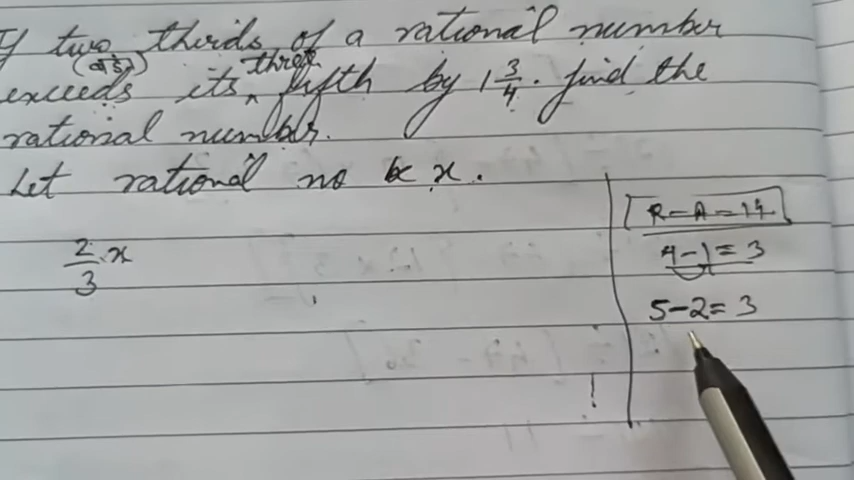 If two thirds of a rational number
(बड़ा) three
exceeds its ^ fifth by 1 3/4. find the
rational number.
Let rational no be x.
2/3 x
R-A=14
4-1=3
5-2=3